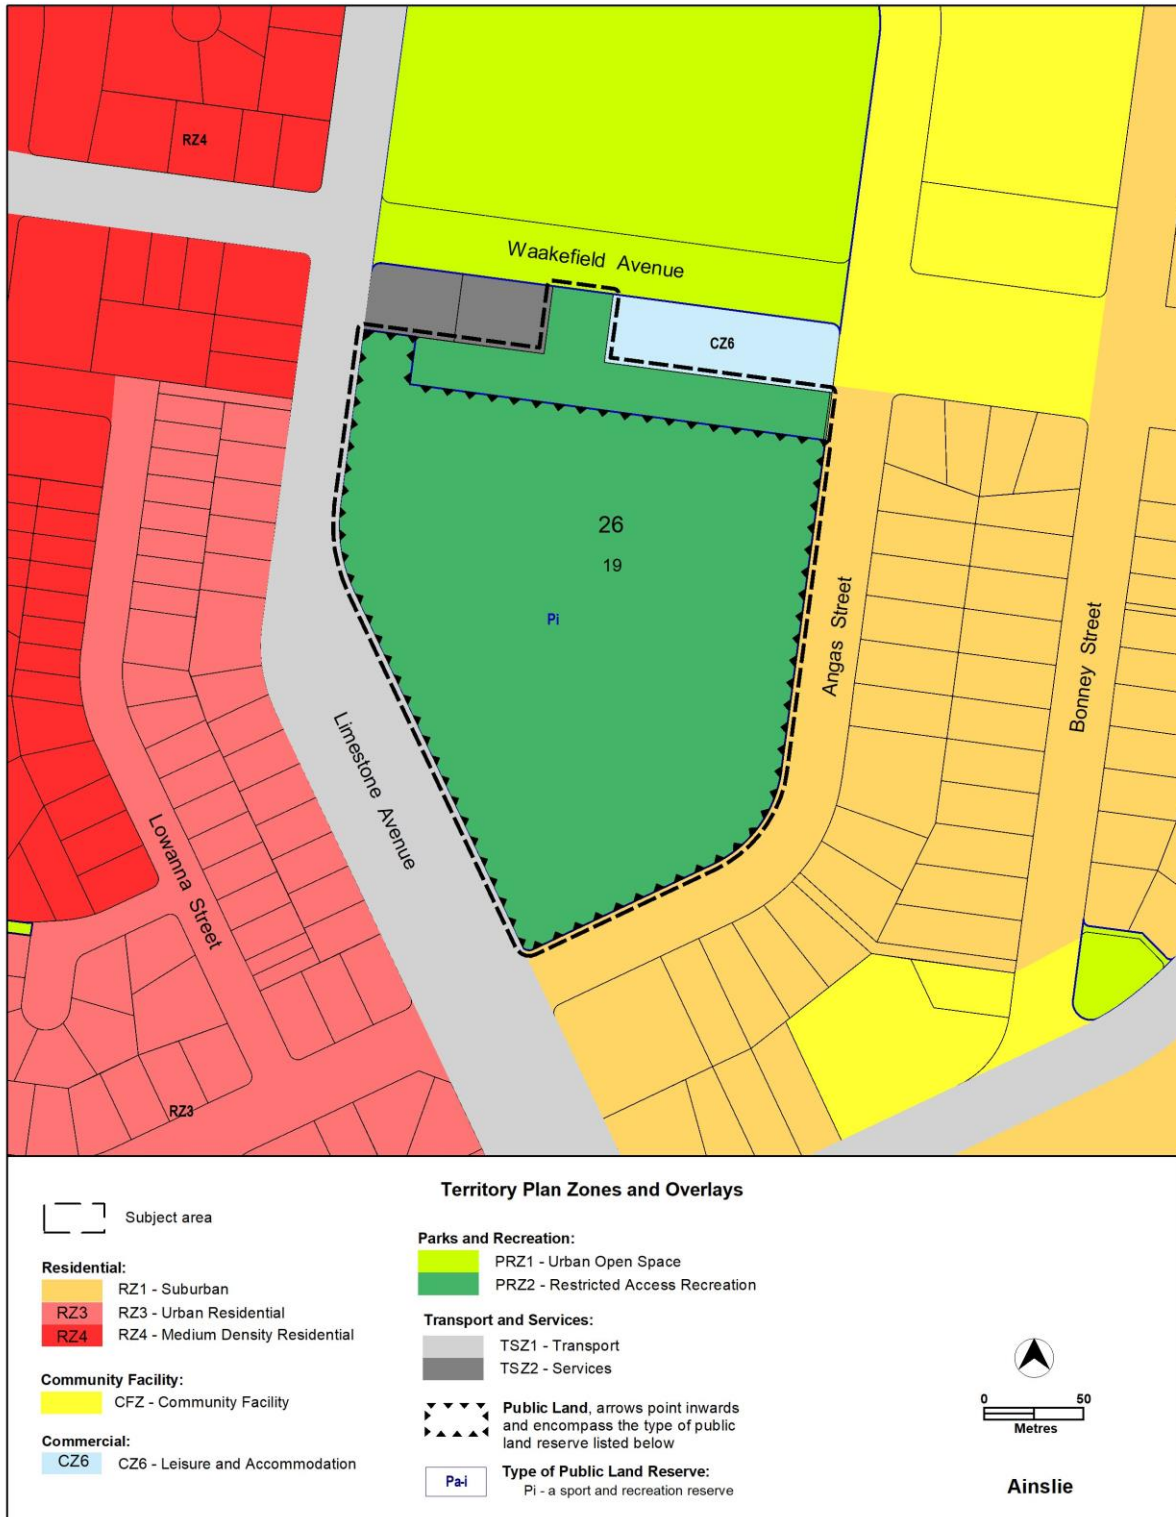 RZ4
Waakefield Avenue
CZ6
26
19
Pi
Angas Street
Bonney Street
Limestone Avenue
Lowanna Street
RZ3
Territory Plan Zones and Overlays
Subject area
Residential:
RZ1 - Suburban
RZ3 RZ3 - Urban Residential
RZ4 RZ4 - Medium Density Residential
Community Facility:
CFZ - Community Facility
Commercial:
CZ6 CZ6 - Leisure and Accommodation
Parks and Recreation:
PRZ1 - Urban Open Space
PRZ2 - Restricted Access Recreation
Transport and Services:
TSZ1 - Transport
TSZ2 - Services
Public Land, arrows point inwards
and encompass the type of public
land reserve listed below
Pa-i
Type of Public Land Reserve:
Pi - a sport and recreation reserve
0 50
Metres
Ainslie